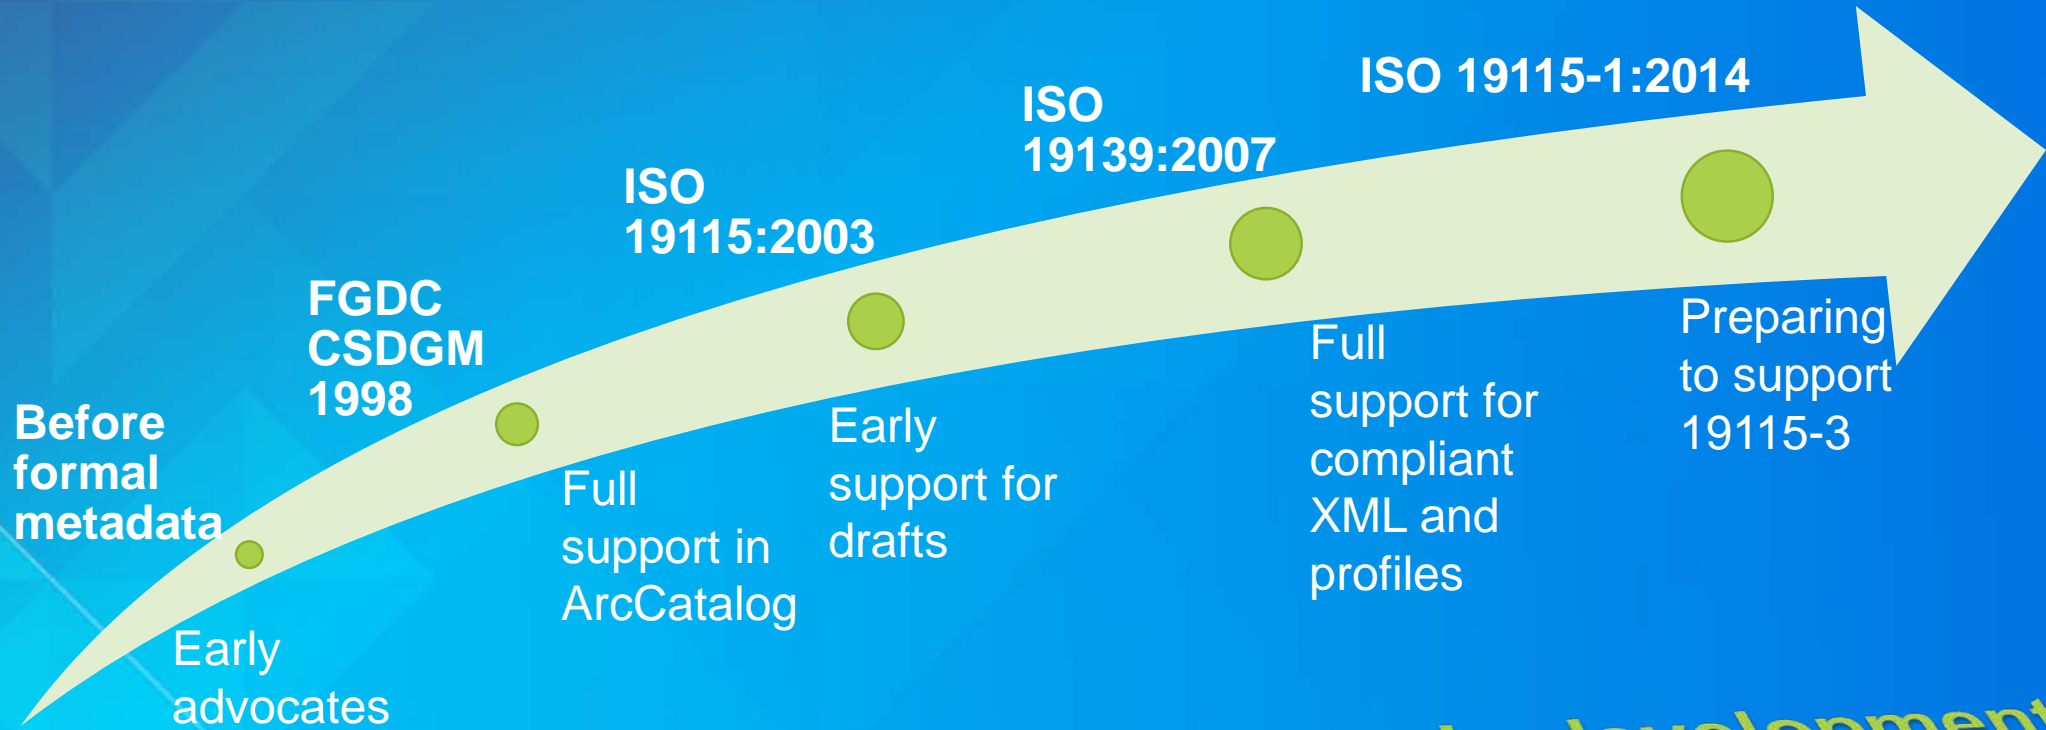 Before
formal
metadata
Early
advocates
FGDC
CSDGM
1998
Full
support in
ArcCatalog
ISO
19115:2003
Early
support for
drafts
ISO
19139:2007
Full
support for
compliant
XML and
profiles
ISO 19115-1:2014
Preparing
to support
19115-3
development